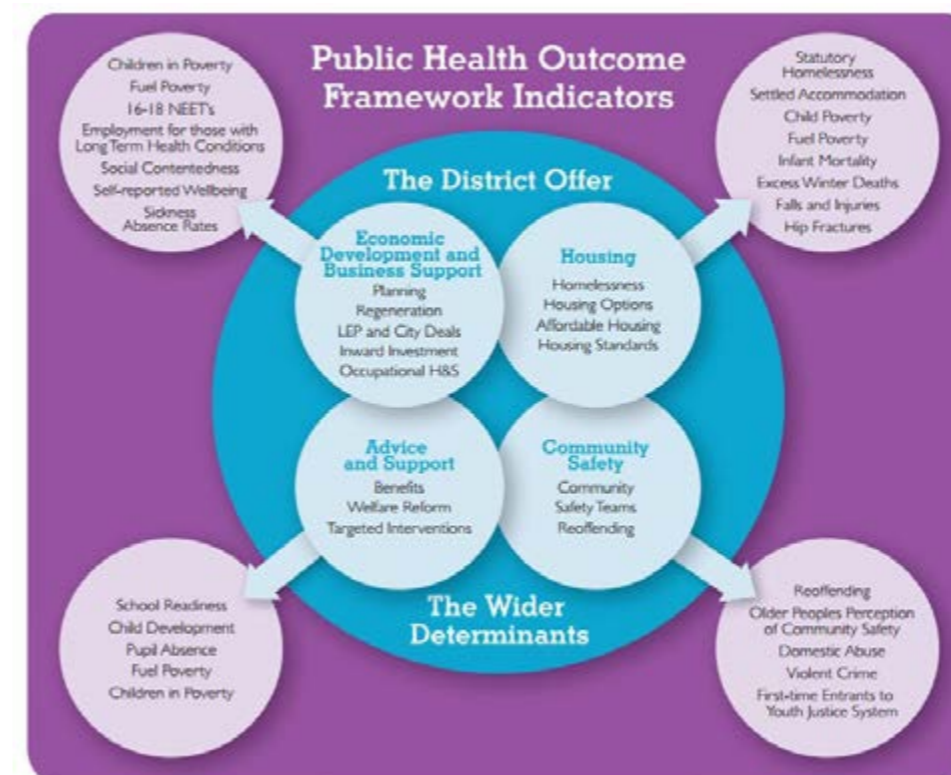 Public Health Outcome
Framework Indicators
Children in Poverty
Fuel Poverty
16-18 NEET's
Employment for those with
Long Term Health Conditions
Social Contentedness
Self-reported Wellbeing
Sickness
Absence Rates
Statutory
Homelessness
Settled Accommodation
Child Poverty
Fuel Poverty
Infant Mortality
Excess Winter Deaths
Falls and Injuries
Hip Fractures
The District Offer
Economic
Development and
Business Support
Planning
Regeneration
LEP and City Deals
Inward Investment
Occupational H&S
Housing
Homelessness
Housing Options
Affordable Housing
Housing Standards
Advice
and Support
Benefits
Welfare Reform
Targeted Interventions
Community
Safety
Community
Safety Teams
Reoffending
The Wider
Determinants
School Readiness
Child Development
Pupil Absence
Fuel Poverty
Children in Poverty
Reoffending
Older Peoples Perception
of Community Safety
Domestic Abuse
Violent Crime
First-time Entrants to
Youth Justice System